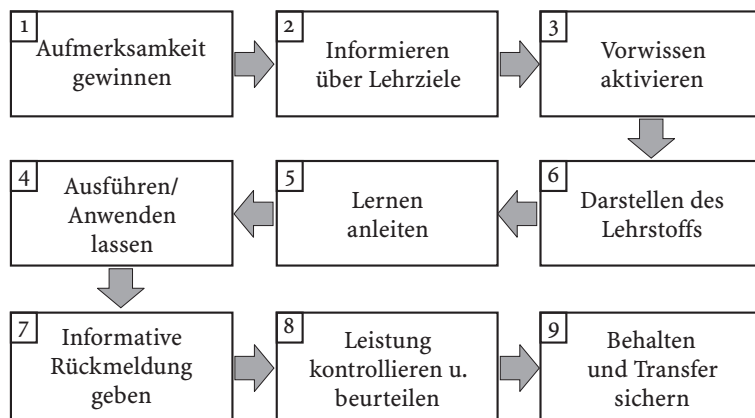 1
Aufmerksamkeit
gewinnen
2
Informieren
über Lehrziele
3
Vorwissen
aktivieren
4
Ausführen/
Anwenden
lassen
5
Lernen
anleiten
6
Darstellen des
Lehrstoffs
7
Informative
Rückmeldung
geben
8
Leistung
kontrollieren u.
beurteilen
9
Behalten
und Transfer
sichern